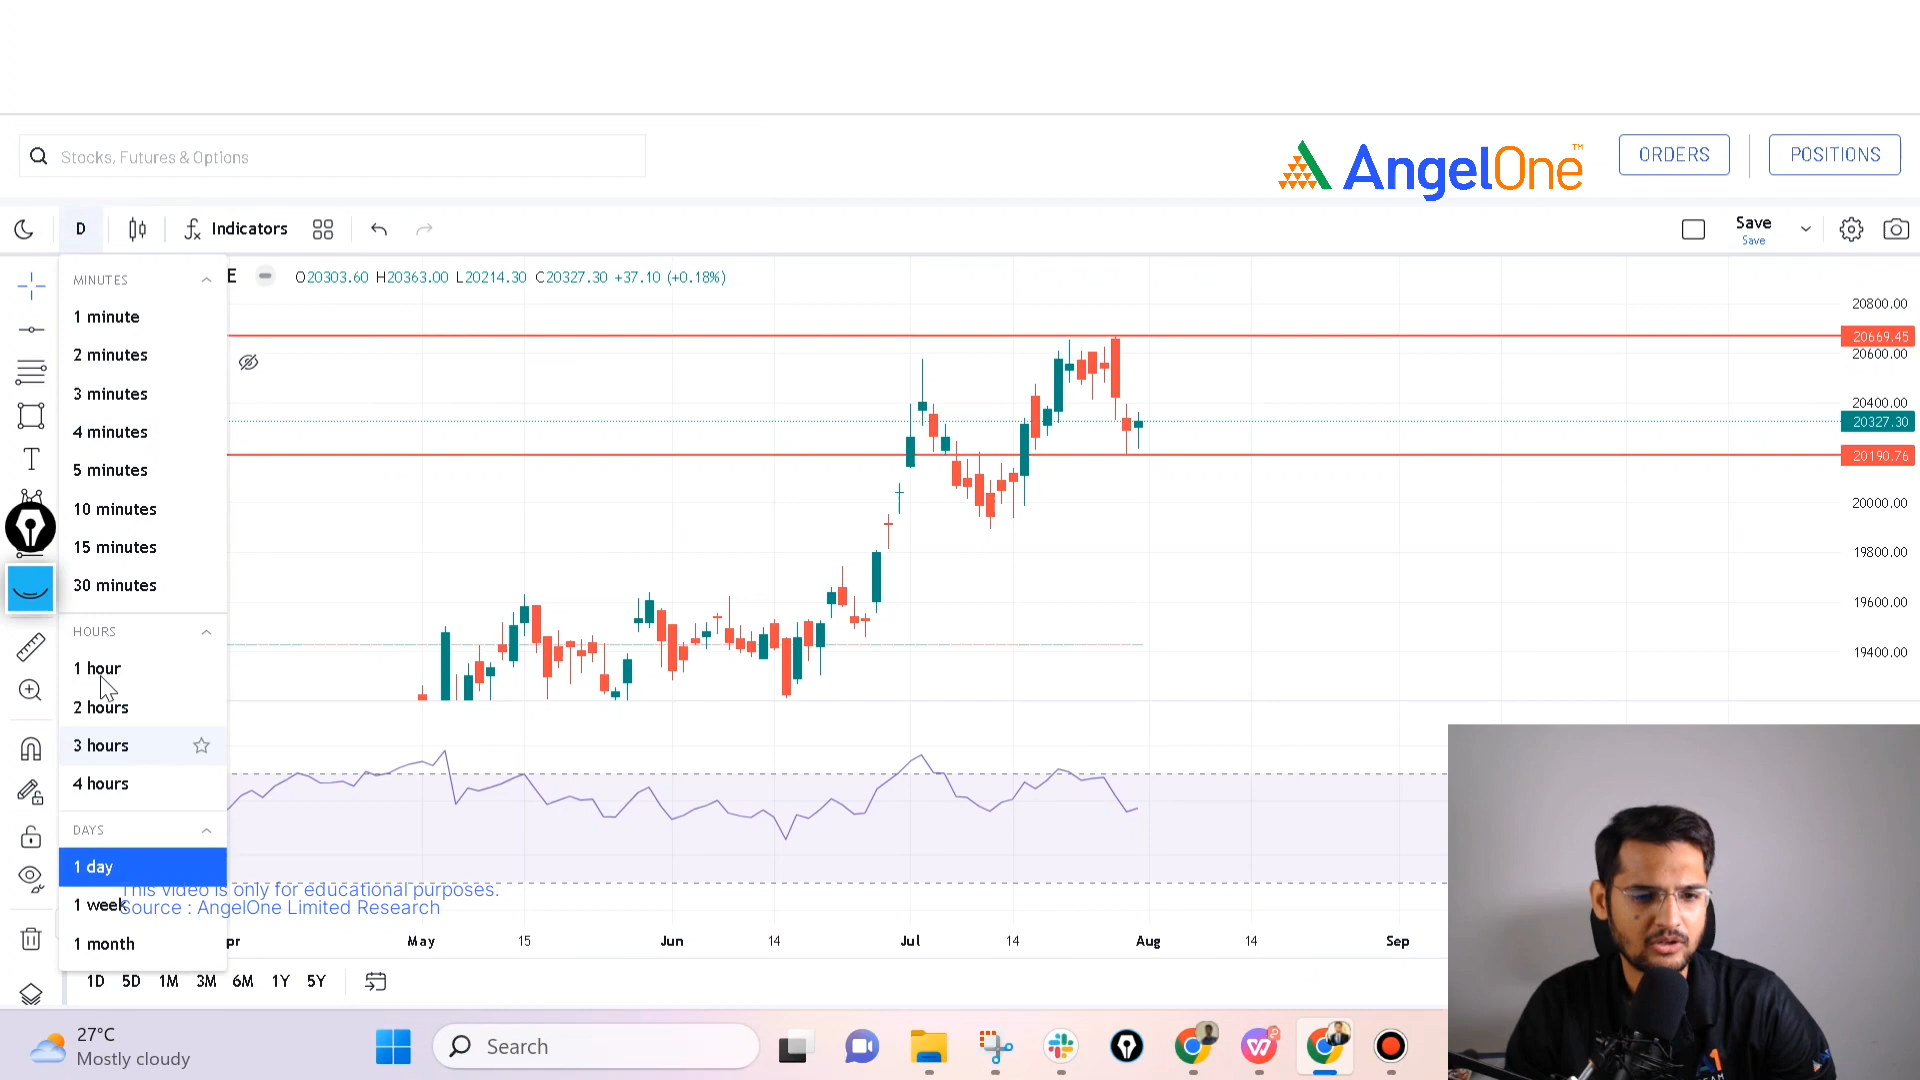 Stocks, Futures & Options
AngelOne™
ORDERS
POSITIONS
D
Indicators
Save
Save
MINUTES
E
O20303.60 H20363.00 L20214.30 C20327.30 +37.10 (+0.18%)
1 minute
2 minutes
3 minutes
4 minutes
5 minutes
10 minutes
15 minutes
30 minutes
HOURS
1 hour
2 hours
3 hours
4 hours
DAYS
1 day
1 week
1 month
20800.00
20669.45
20600.00
20400.00
20327.30
20190.76
20000.00
19800.00
19600.00
19400.00
This video is only for educational purposes.
Source : AngelOne Limited Research
pr
May
15
Jun
14
Jul
14
Aug
14
Sep
1D 5D 1M 3M 6M 1Y 5Y
27°C
Mostly cloudy
Search